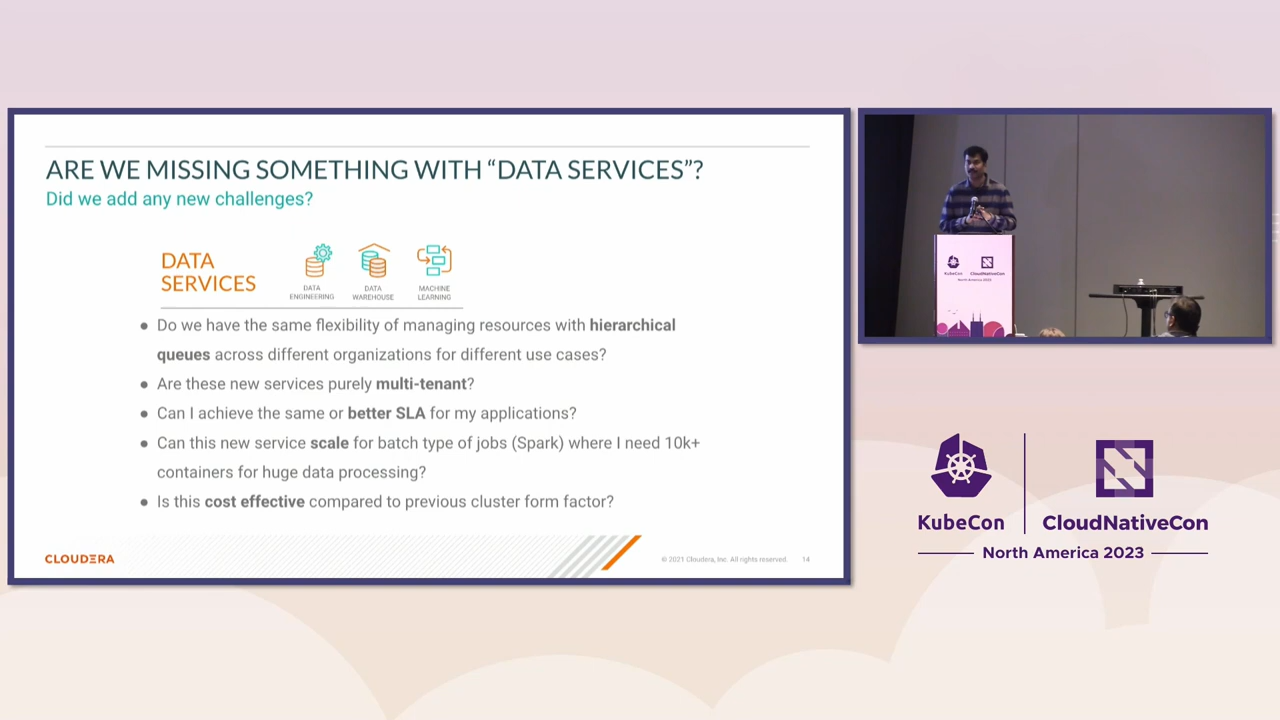 ARE WE MISSING SOMETHING WITH “DATA SERVICES”?
Did we add any new challenges?
DATA
SERVICES
DATA
ENGINEERING
DATA
WAREHOUSE
MACHINE
LEARNING
● Do we have the same flexibility of managing resources with hierarchical
queues across different organizations for different use cases?
● Are these new services purely multi-tenant?
● Can I achieve the same or better SLA for my applications?
● Can this new service scale for batch type of jobs (Spark) where I need 10k+
containers for huge data processing?
● Is this cost effective compared to previous cluster form factor?
CLOUDERA
© 2021 Cloudera, Inc. All rights reserved. 14
KubeCon
CloudNativeCon
North America 2023
KubeCon
CloudNativeCon
North America 2023